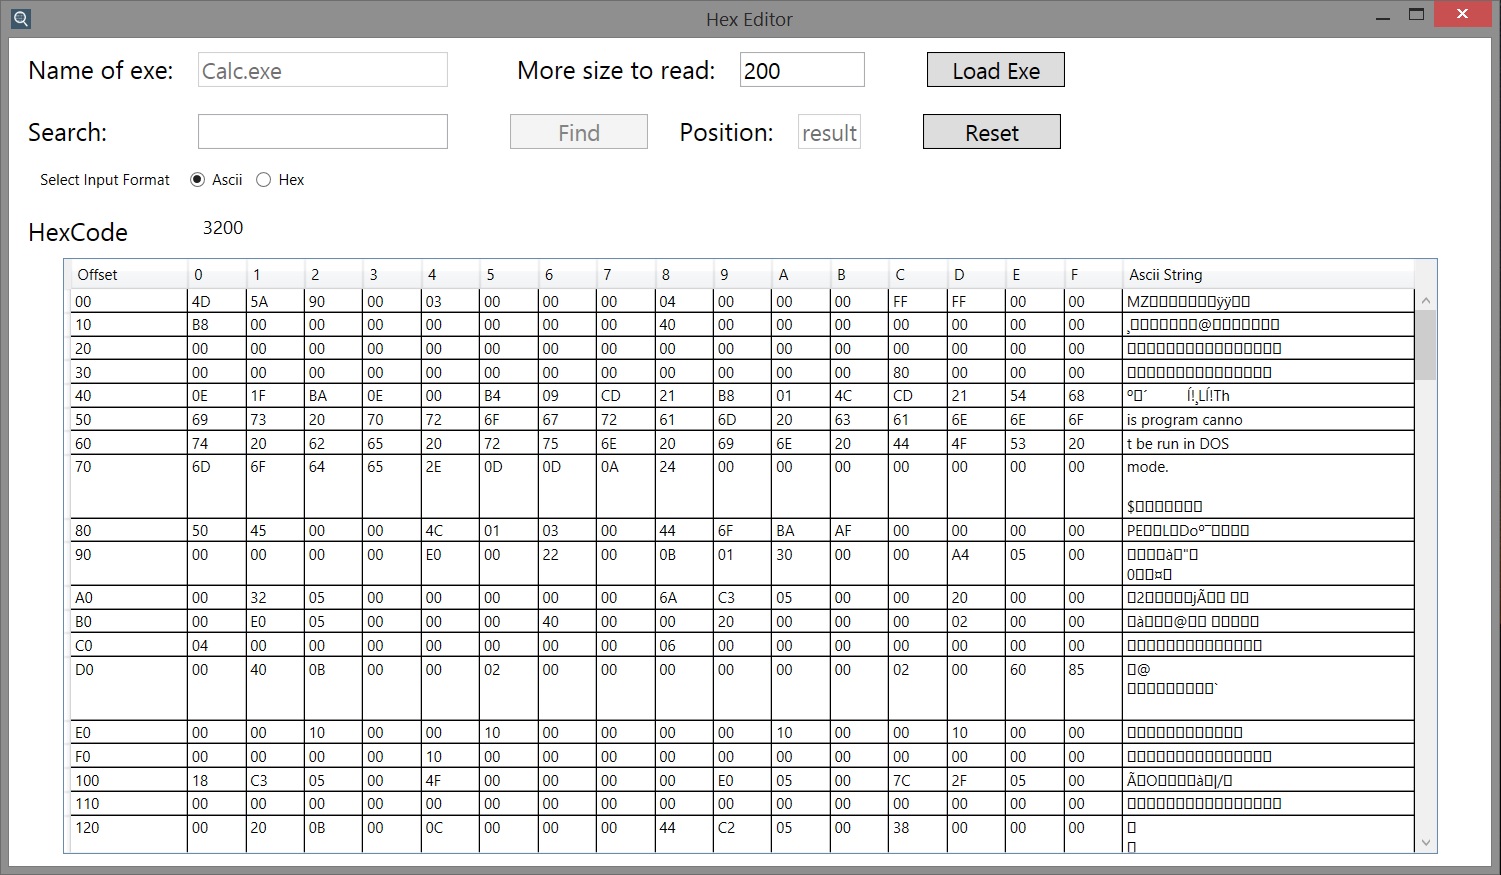 Hex Editor
Name of exe: Calc.exe More size to read: 200 Load Exe
Search: Find Position: result Reset
Select Input Format Ascii Hex
HexCode 3200
Offset 0 1 2 3 4 5 6 7 8 9 A B C D E F Ascii String
00 4D 5A 90 00 03 00 00 00 04 00 00 00 FF FF 00 00 MZ▯▯▯▯▯▯▯ÿÿ▯▯
10 B8 00 00 00 00 00 00 00 40 00 00 00 00 00 00 00 ¸▯▯▯▯▯▯▯@▯▯▯▯▯▯▯
20 00 00 00 00 00 00 00 00 00 00 00 00 00 00 00 00 ▯▯▯▯▯▯▯▯▯▯▯▯▯▯▯▯
30 00 00 00 00 00 00 00 00 00 00 00 00 80 00 00 00 ▯▯▯▯▯▯▯▯▯▯▯▯▯▯▯
40 0E 1F BA 0E 00 B4 09 CD 21 B8 01 4C CD 21 54 68 º▯´ Í!¸LÍ!Th
50 69 73 20 70 72 6F 67 72 61 6D 20 63 61 6E 6E 6F is program canno
60 74 20 62 65 20 72 75 6E 20 69 6E 20 44 4F 53 20 t be run in DOS
70 6D 6F 64 65 2E 0D 0D 0A 24 00 00 00 00 00 00 00 mode.
$▯▯▯▯▯▯▯
80 50 45 00 00 4C 01 03 00 44 6F BA AF 00 00 00 00 PE▯▯L▯Doº¯▯▯▯▯
90 00 00 00 00 E0 00 22 00 0B 01 30 00 00 A4 05 00 ▯▯▯▯à▯"▯
0▯▯¤▯
A0 00 32 05 00 00 00 00 00 6A C3 05 00 00 20 00 00 ▯2▯▯▯▯▯jÃ▯▯ ▯▯
B0 00 E0 05 00 00 00 40 00 00 20 00 00 00 02 00 00 ▯à▯▯▯@▯▯ ▯▯▯▯▯
C0 04 00 00 00 00 00 00 00 06 00 00 00 00 00 00 00 ▯▯▯▯▯▯▯▯▯▯▯▯▯▯
D0 00 40 0B 00 00 02 00 00 00 00 00 00 02 00 60 85 ▯@
▯▯▯▯▯▯▯▯▯`
E0 00 00 10 00 00 10 00 00 00 00 10 00 00 10 00 00 ▯▯▯▯▯▯▯▯▯▯▯▯
F0 00 00 00 00 10 00 00 00 00 00 00 00 00 00 00 00 ▯▯▯▯▯▯▯▯▯▯▯▯▯▯▯
100 18 C3 05 00 4F 00 00 00 00 E0 05 00 7C 2F 05 00 Ã▯O▯▯▯▯à▯|/▯
110 00 00 00 00 00 00 00 00 00 00 00 00 00 00 00 00 ▯▯▯▯▯▯▯▯▯▯▯▯▯▯▯▯
120 00 20 0B 00 0C 00 00 00 44 C2 05 00 38 00 00 00 ▯